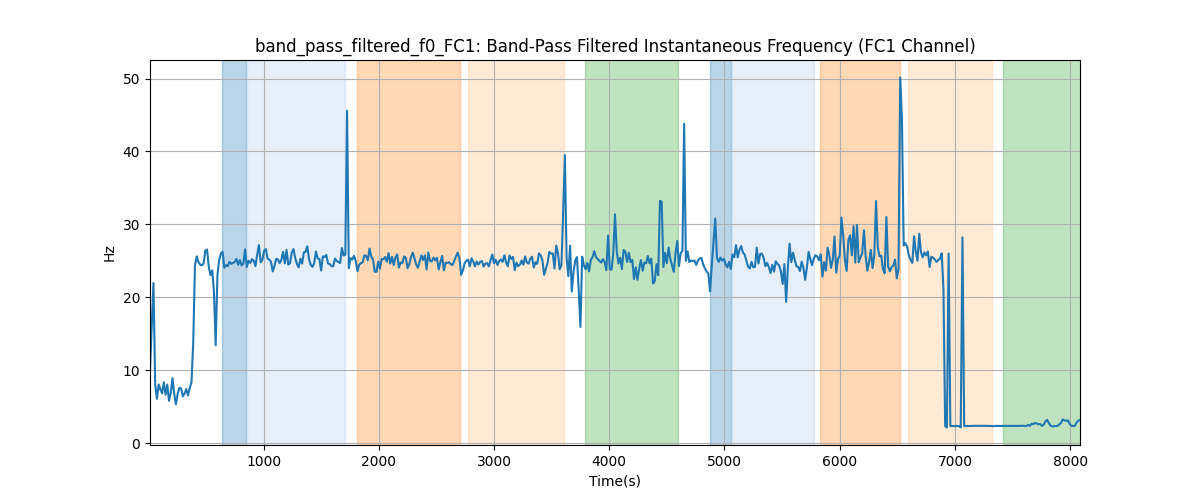 band_pass_filtered_f0_FC1: Band-Pass Filtered Instantaneous Frequency (FC1 Channel)
50
40
30
20
10
0
Hz
1000 2000 3000 4000 5000 6000 7000 8000
Time(s)